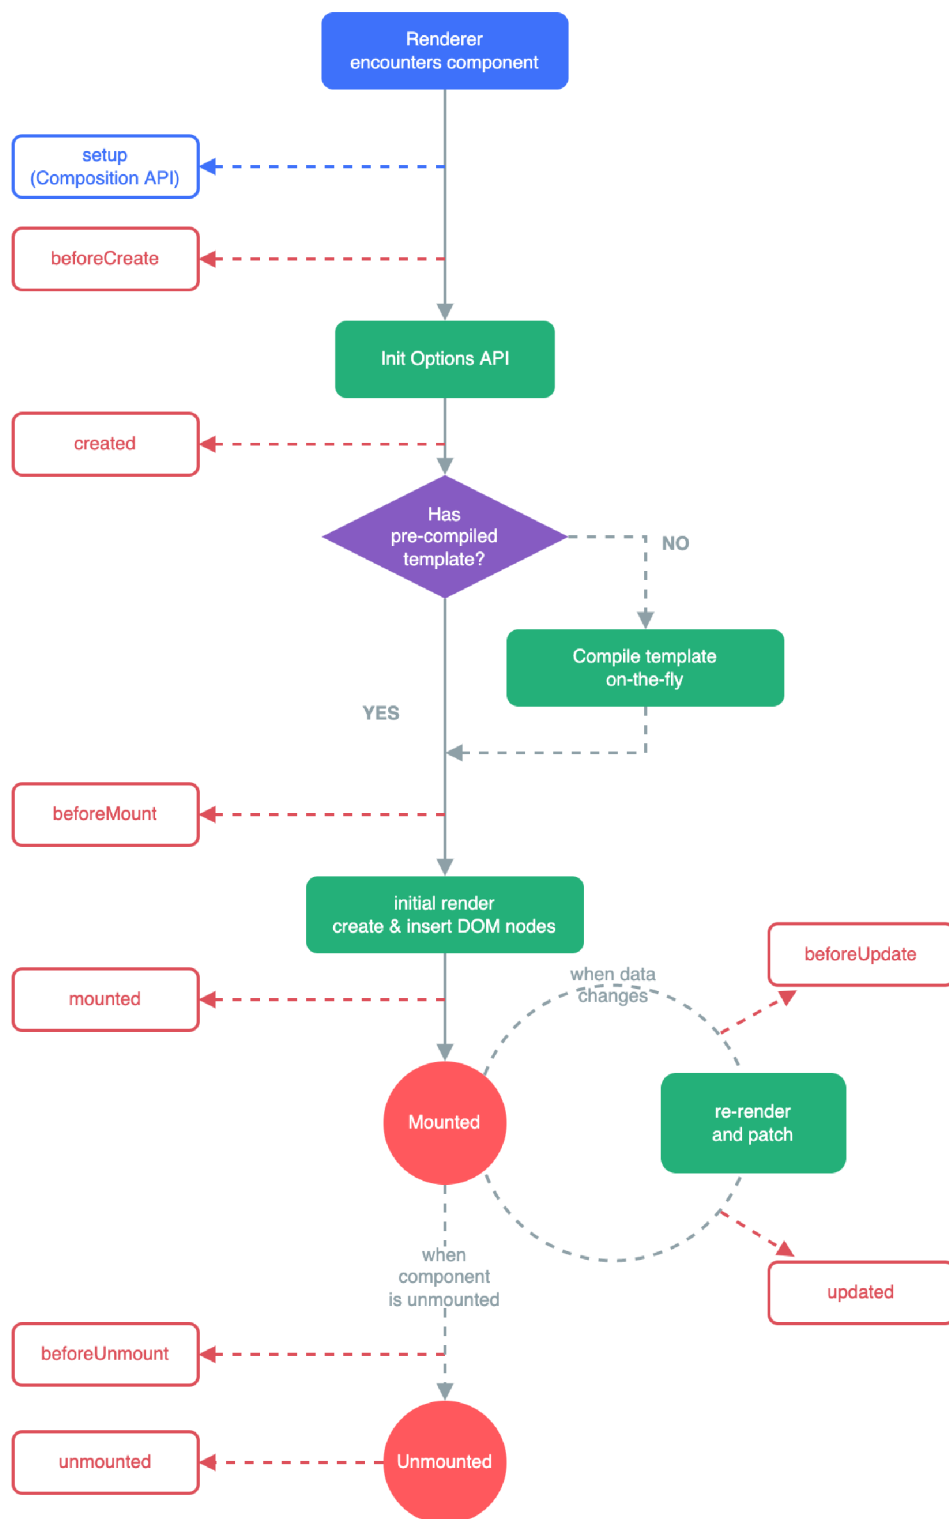 Renderer
encounters component
setup
(Composition API)
beforeCreate
Init Options API
created
Has
pre-compiled
template?
NO
Compile template
on-the-fly
YES
beforeMount
initial render
create & insert DOM nodes
beforeUpdate
when data
changes
mounted
Mounted
re-render
and patch
when
component
is unmounted
updated
beforeUnmount
unmounted
Unmounted